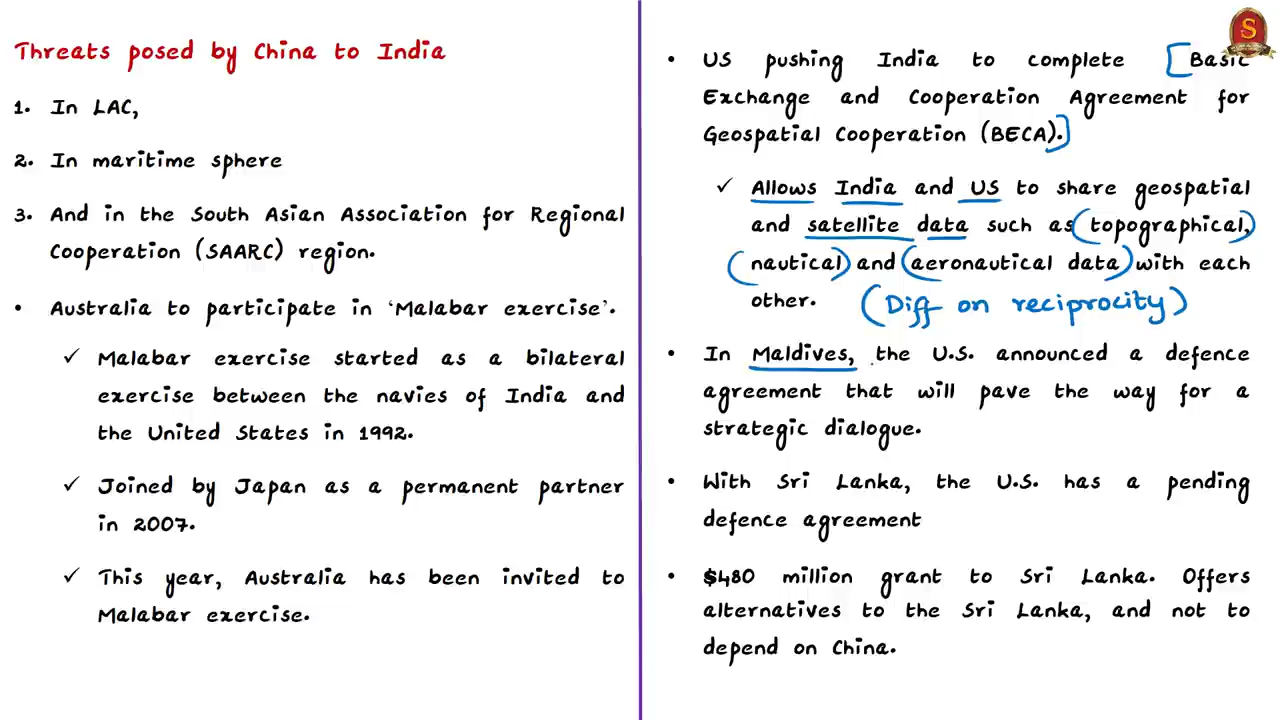 Threats posed by China to India
1. In LAC,
2. In maritime sphere
3. And in the South Asian Association for Regional
Cooperation (SAARC) region.
• Australia to participate in ‘Malabar exercise’.
✓ Malabar exercise started as a bilateral
exercise between the navies of India and
the United States in 1992.
✓ Joined by Japan as a permanent partner
in 2007.
✓ This year, Australia has been invited to
Malabar exercise.
• US pushing India to complete [Basic
Exchange and Cooperation Agreement for
Geospatial Cooperation (BECA).]
✓ Allows India and US to share geospatial
and satellite data such as (topographical,)
(nautical) and (aeronautical data) with each
other. (Diff on reciprocity)
• In Maldives, the U.S. announced a defence
agreement that will pave the way for a
strategic dialogue.
• With Sri Lanka, the U.S. has a pending
defence agreement
• $480 million grant to Sri Lanka. Offers
alternatives to the Sri Lanka, and not to
depend on China.
S